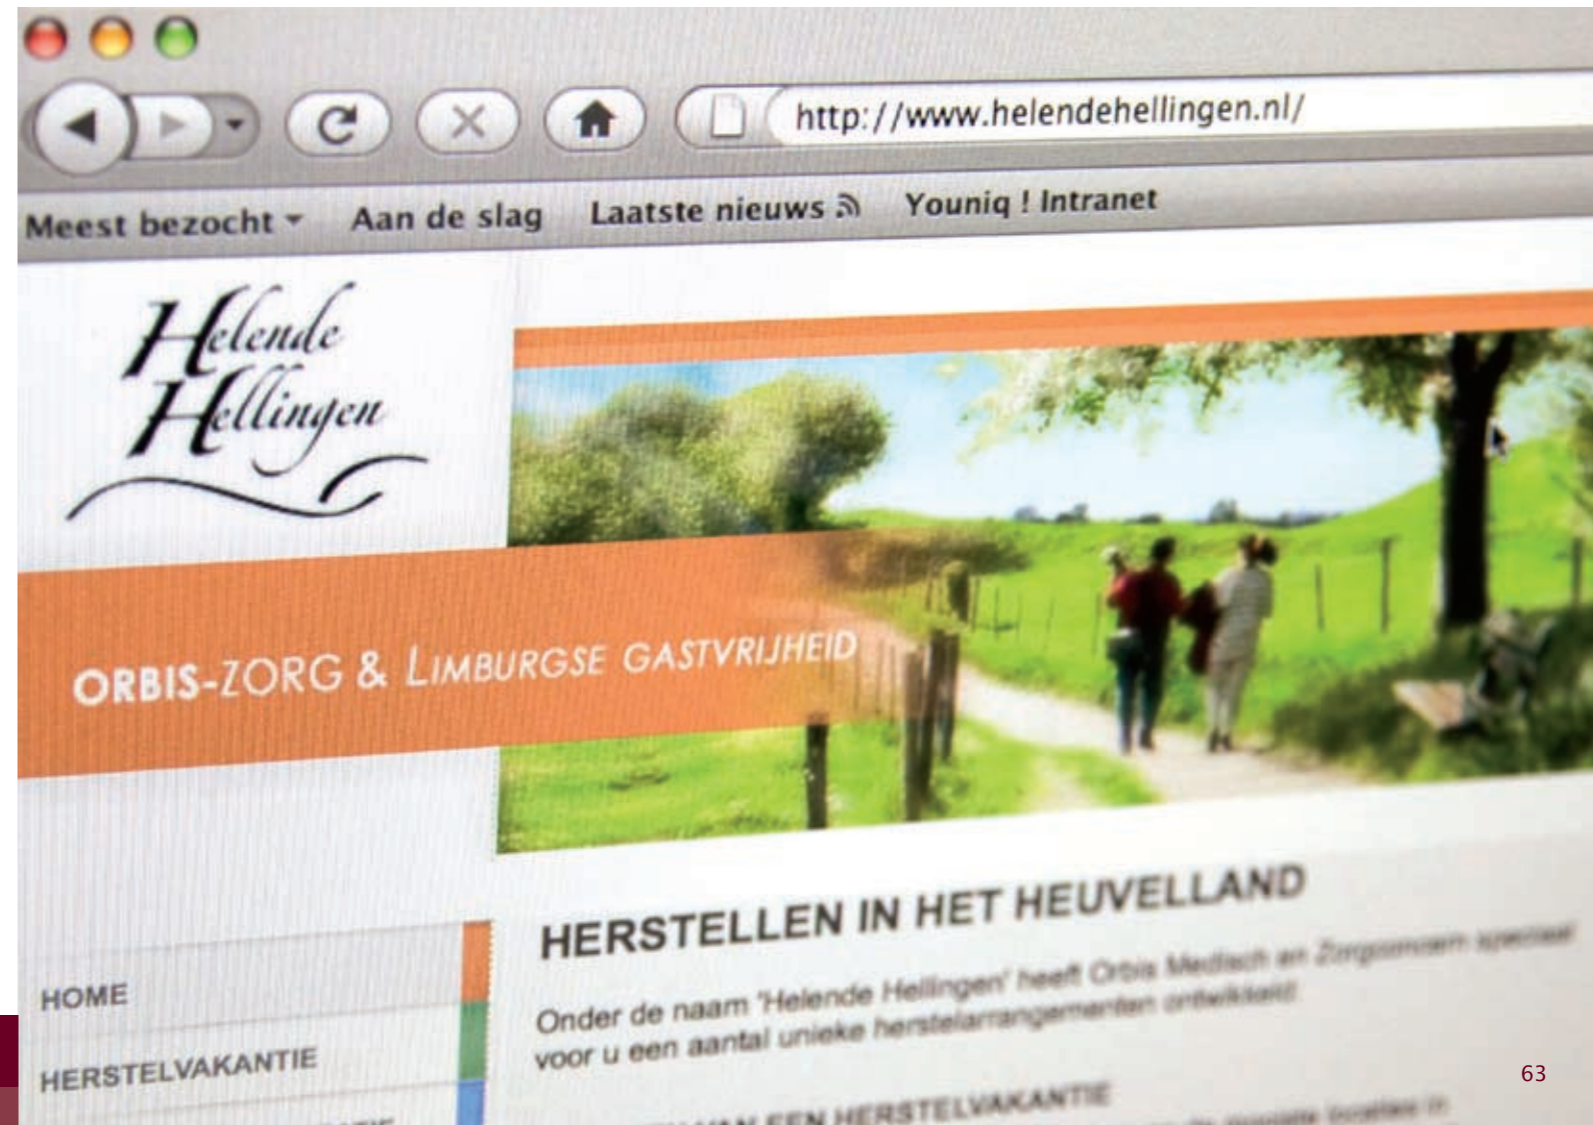 http://www.helendehellingen.nl/
Meest bezocht Aan de slag Laatste nieuws Youniq ! Intranet
Helende
Hellingen
ORBIS-ZORG & LIMBURGSE GASTVRIJHEID
HERSTELLEN IN HET HEUVELLAND
Onder de naam 'Helende Hellingen' heeft Orbis Medisch en Zorgconcern speciaal
voor u een aantal unieke herstelarrangementen ontwikkeld
HOME
HERSTELVAKANTIE
VAN EEN HERSTELVAKANTIE
63